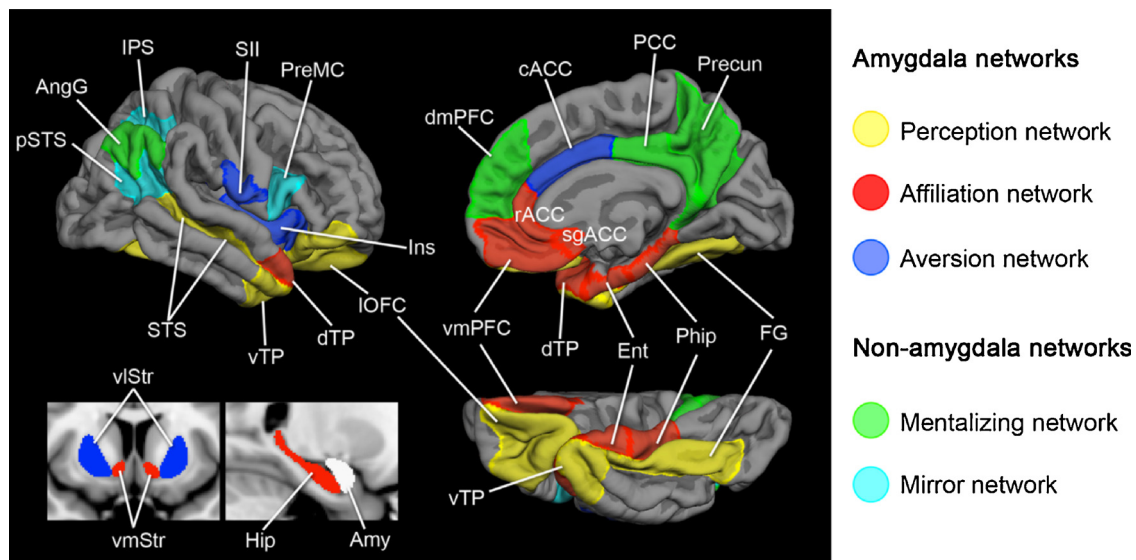 IPS
SII
PreMC
AngG
pSTS
Ins
STS
vTP
dTP
lOFC
PCC
Precun
cACC
dmPFC
rACC
sgACC
vmPFC
dTP
Ent
Phip
FG
vTP
vlStr
vmStr
Hip
Amy
Amygdala networks
Perception network
Affiliation network
Aversion network
Non-amygdala networks
Mentalizing network
Mirror network